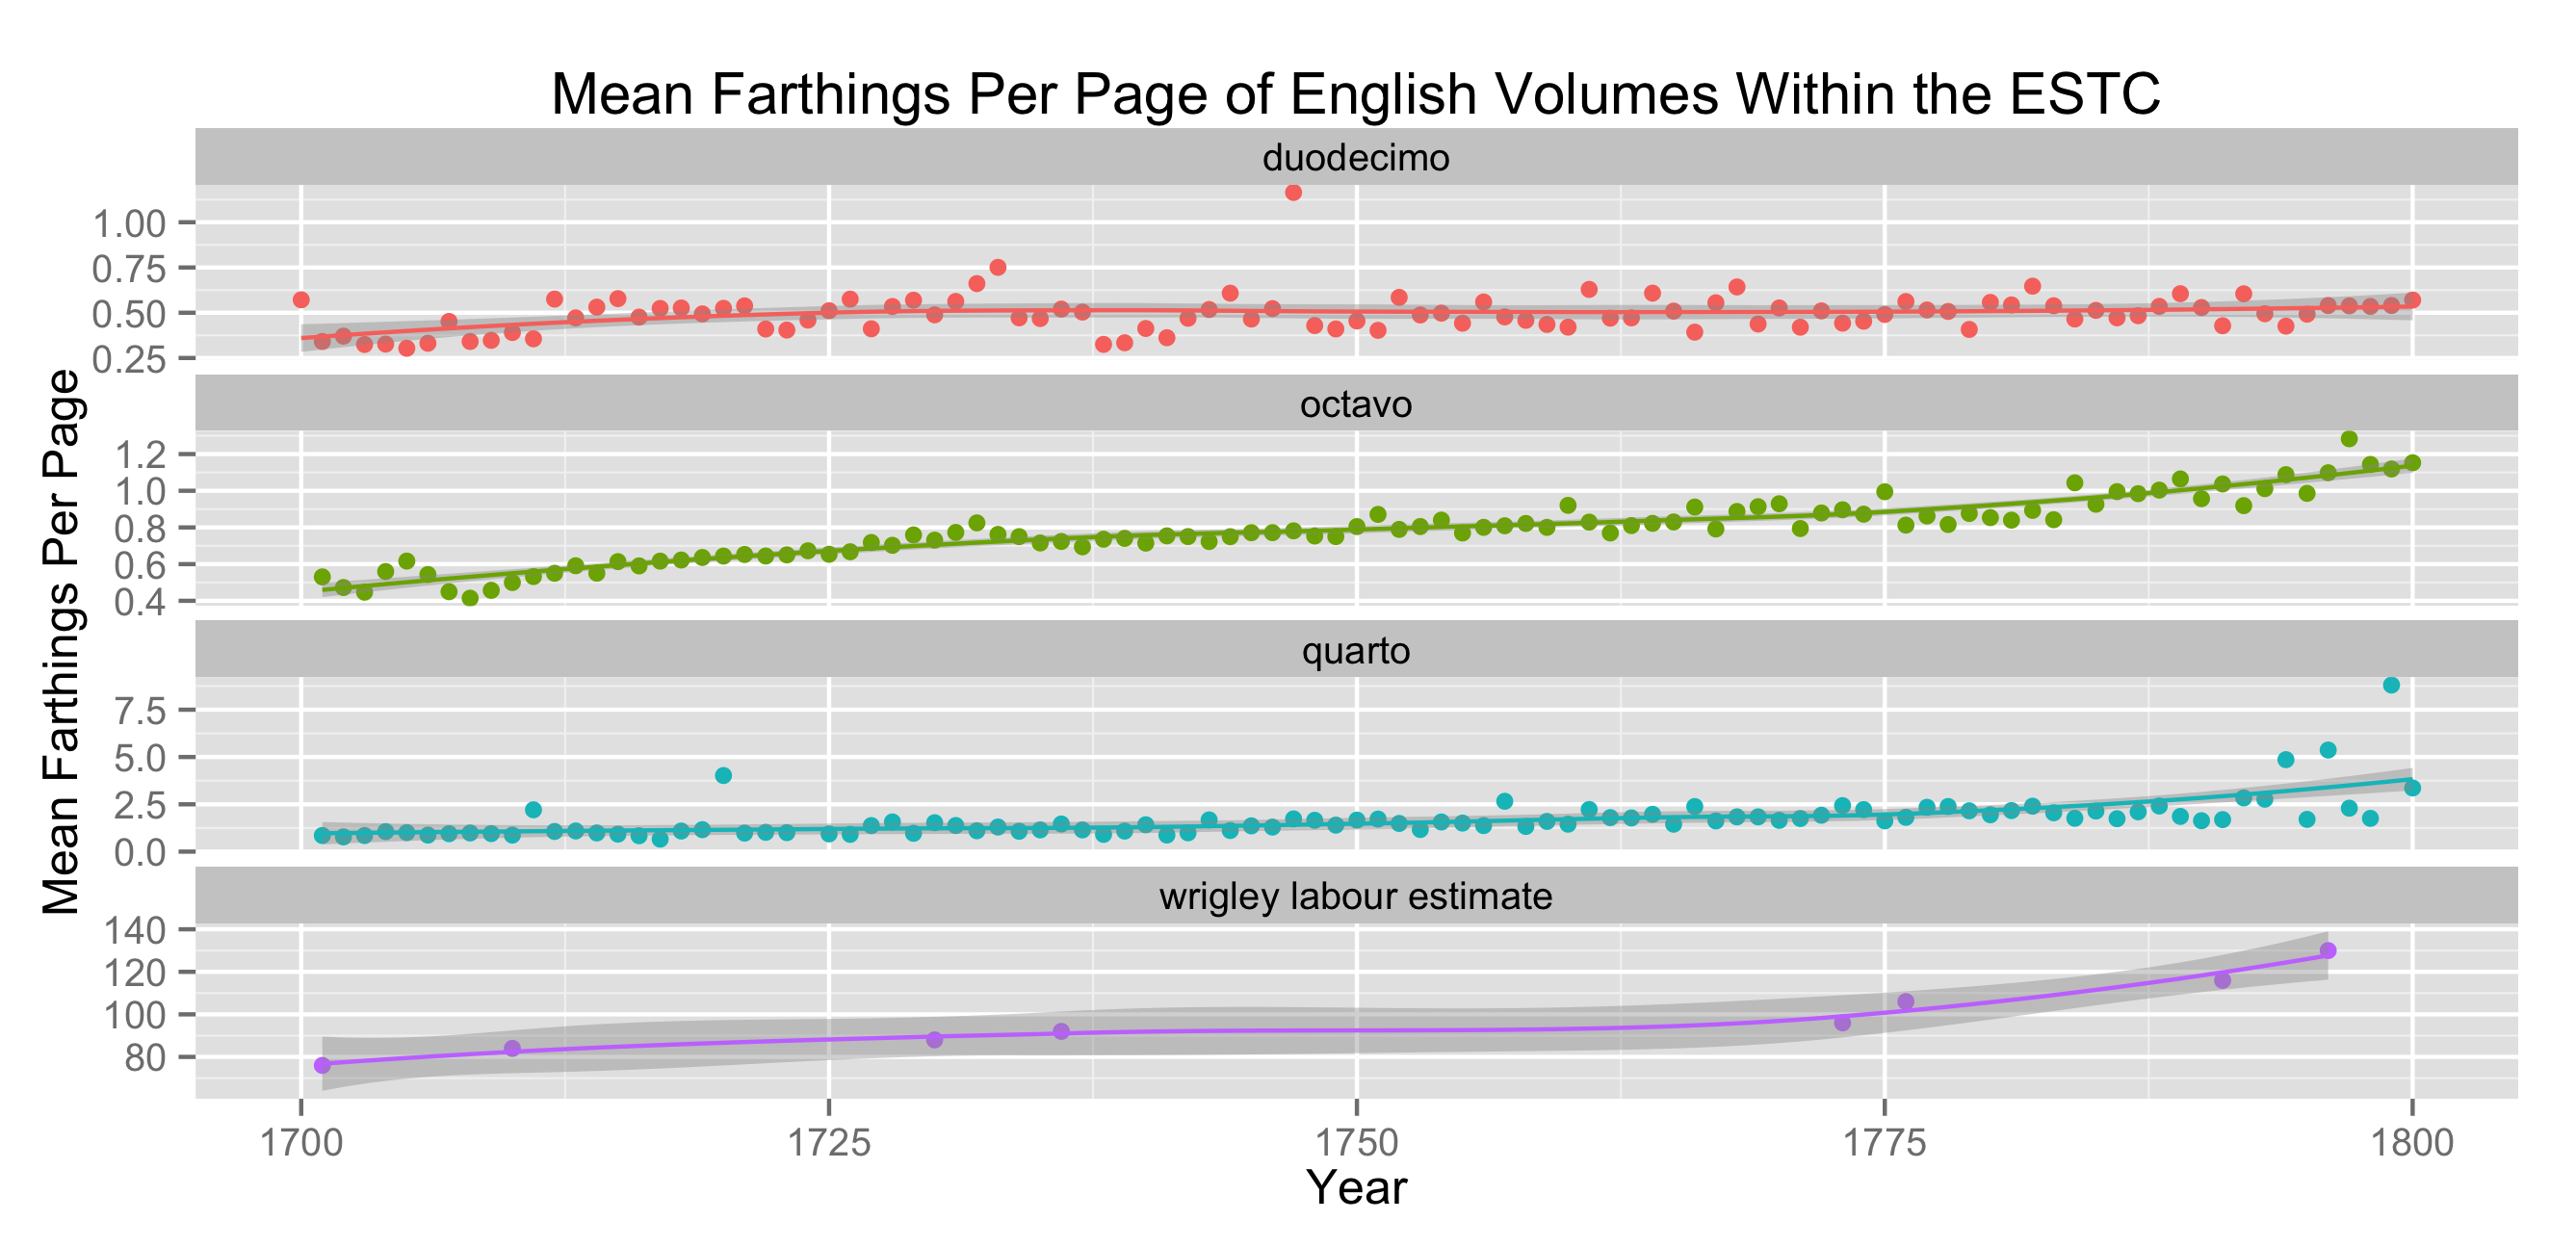 Mean Farthings Per Page of English Volumes Within the ESTC
duodecimo
1.00
0.75
0.50
0.25
octavo
1.2
1.0
0.8
0.6
0.4
quarto
7.5
5.0
2.5
0.0
wrigley labour estimate
140
120
100
80
Mean Farthings Per Page
1700 1725 1750 1775 1800
Year